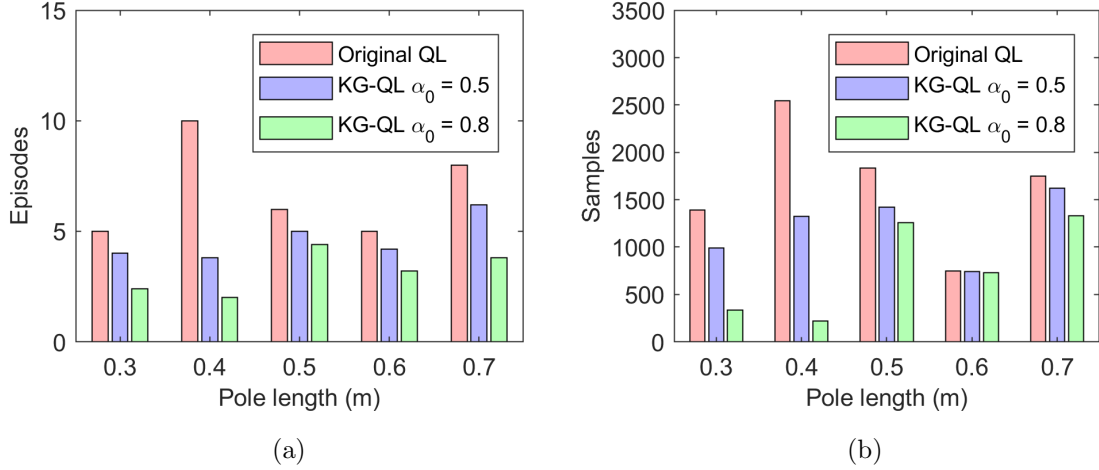 15
10
5
0
Episodes
Original QL
KG-QL α0 = 0.5
KG-QL α0 = 0.8
0.3 0.4 0.5 0.6 0.7
Pole length (m)
(a)
3500
3000
2500
2000
1500
1000
500
0
Samples
Original QL
KG-QL α0 = 0.5
KG-QL α0 = 0.8
0.3 0.4 0.5 0.6 0.7
Pole length (m)
(b)